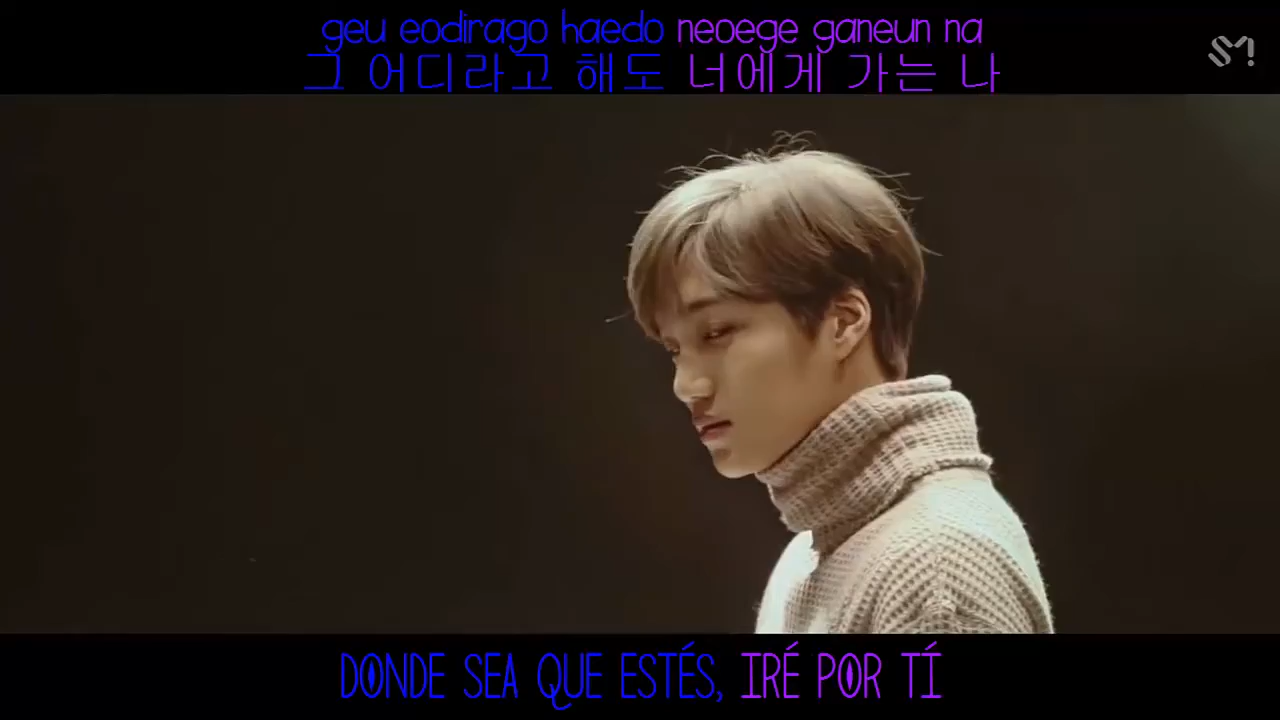 geu eodirago haedo neoege ganeun na
그 어디라고 해도 너에게 가는 나
SM!
DONDE SEA QUE ESTÉS, IRÉ POR TÍ